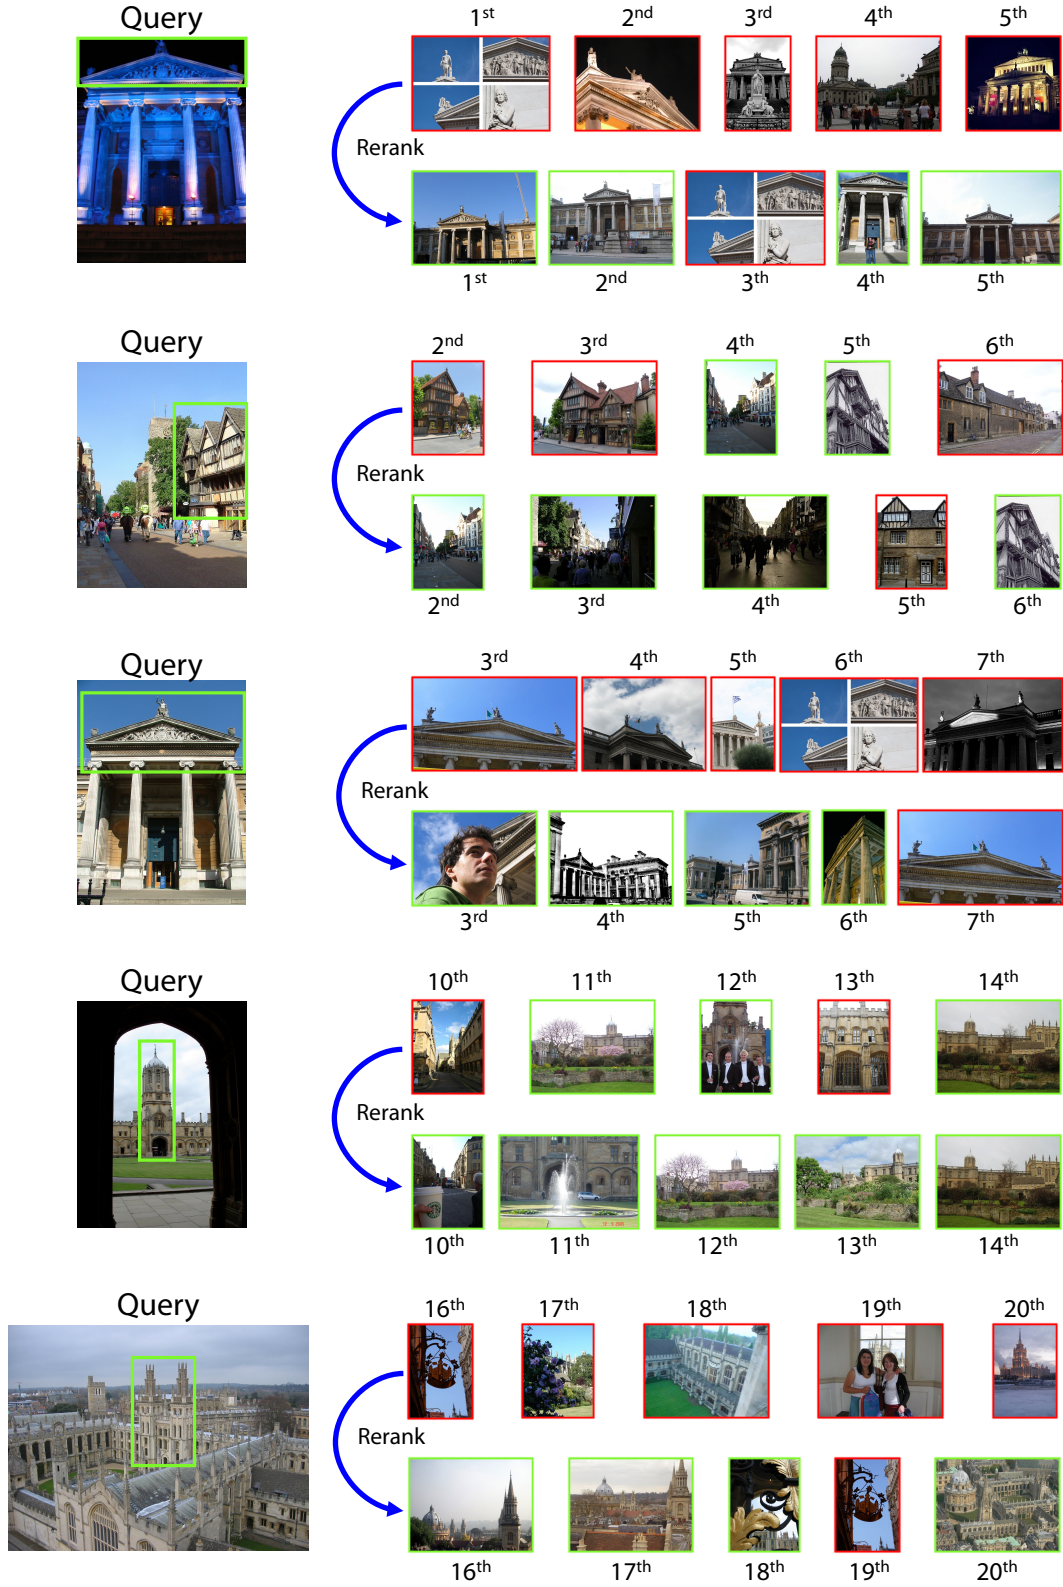 Query
1st 2nd 3rd 4th 5th
Rerank
1st 2nd 3th 4th 5th
Query
2nd 3rd 4th 5th 6th
Rerank
2nd 3rd 4th 5th 6th
Query
3rd 4th 5th 6th 7th
Rerank
3rd 4th 5th 6th 7th
Query
10th 11th 12th 13th 14th
Rerank
10th 11th 12th 13th 14th
Query
16th 17th 18th 19th 20th
Rerank
16th 17th 18th 19th 20th